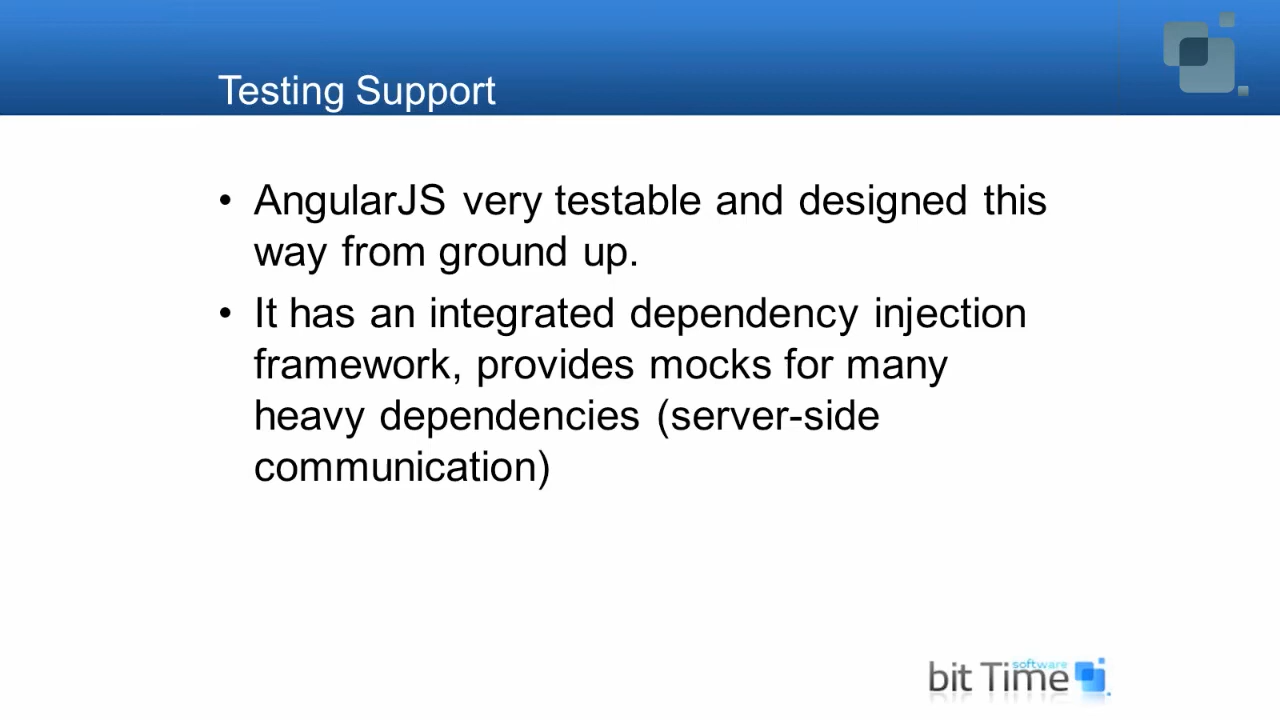 Testing Support
• AngularJS very testable and designed this
way from ground up.
• It has an integrated dependency injection
framework, provides mocks for many
heavy dependencies (server-side
communication)
software
bit Time